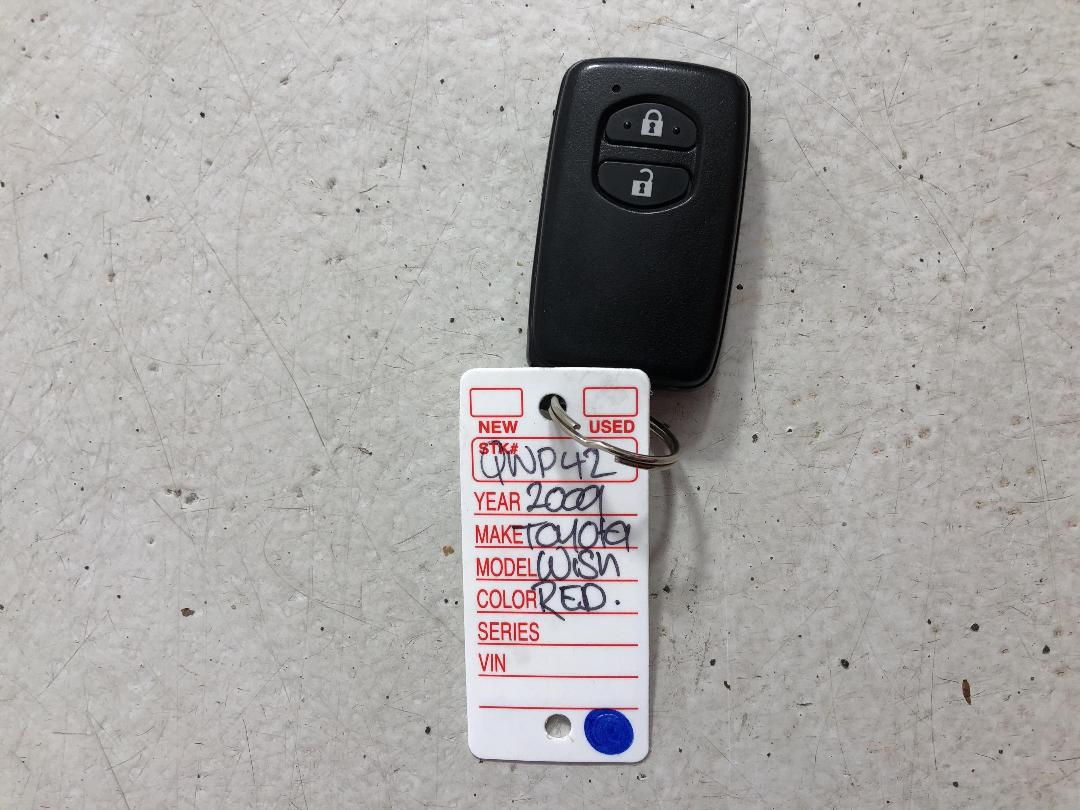 NEW USED
STK# QNP42
YEAR 2009
MAKE TOYOTA
MODEL WISH
COLOR RED.
SERIES
VIN